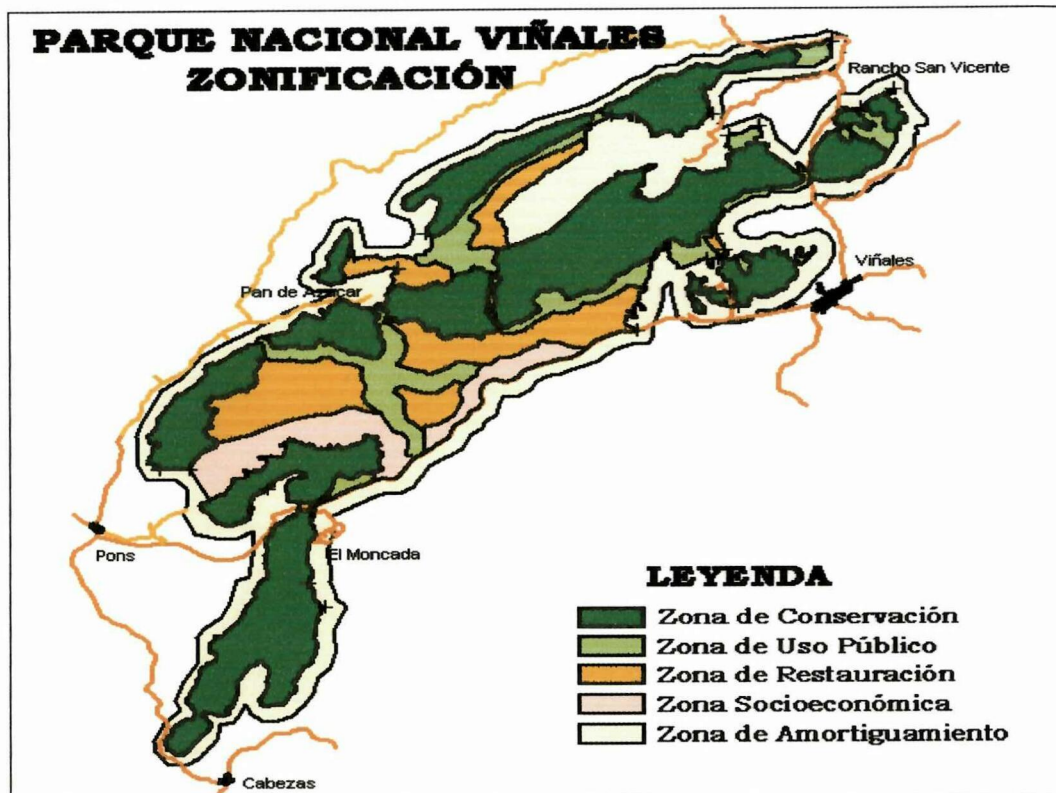 PARQUE NACIONAL VIÑALES
ZONIFICACIÓN
Rancho San Vicente
Viñales
Pan de Azúcar
Pons
El Moncada
Cabezas
LEYENDA
Zona de Conservación
Zona de Uso Público
Zona de Restauración
Zona Socioeconómica
Zona de Amortiguamiento